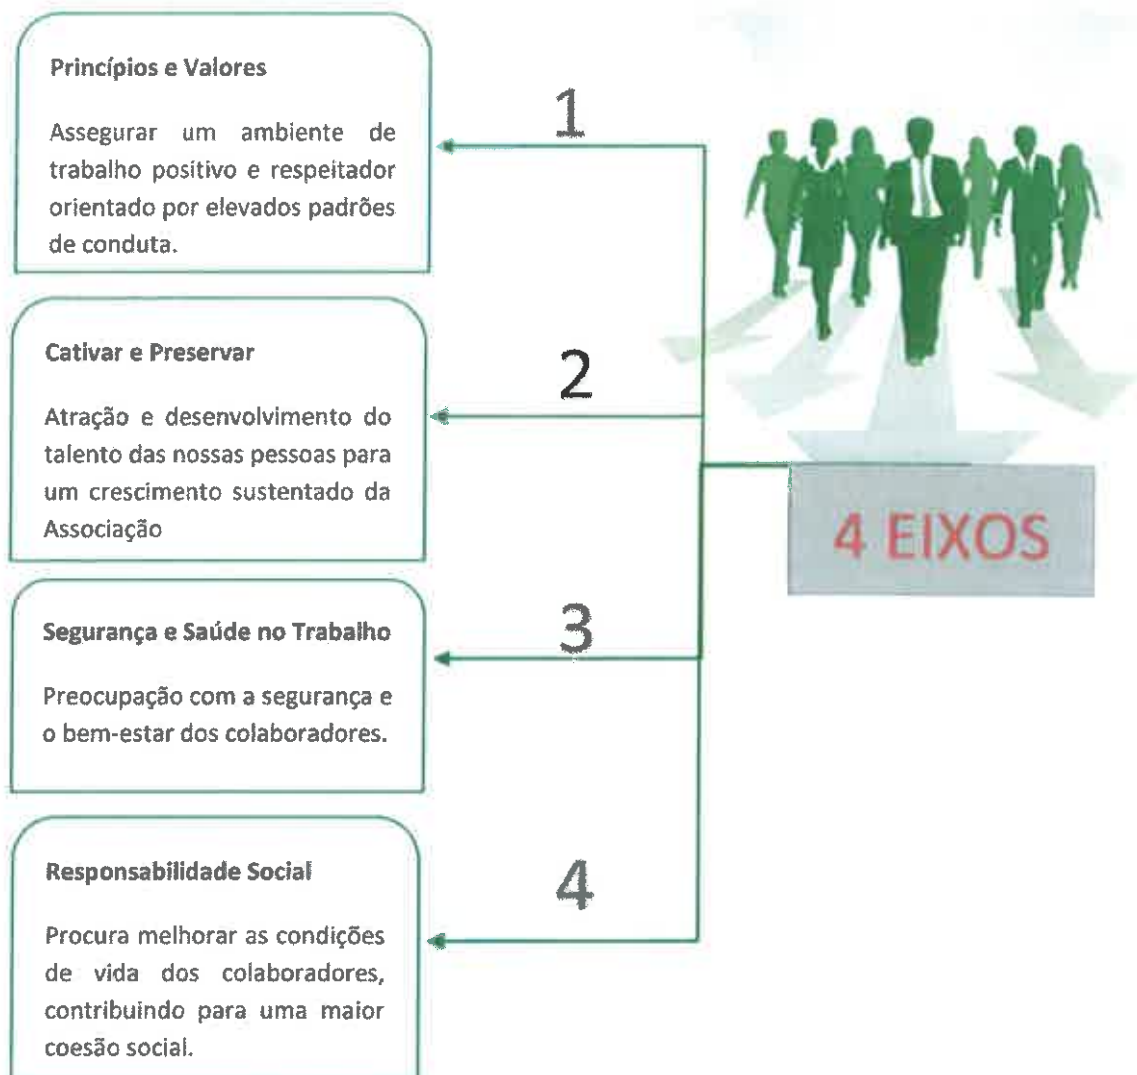 Princípios e Valores
Assegurar um ambiente de
trabalho positivo e respeitador
orientado por elevados padrões
de conduta.
1
Cativar e Preservar
Atração e desenvolvimento do
talento das nossas pessoas para
um crescimento sustentado da
Associação
2
4 EIXOS
Segurança e Saúde no Trabalho
Preocupação com a segurança e
o bem-estar dos colaboradores.
3
Responsabilidade Social
Procura melhorar as condições
de vida dos colaboradores,
contribuindo para uma maior
coesão social.
4